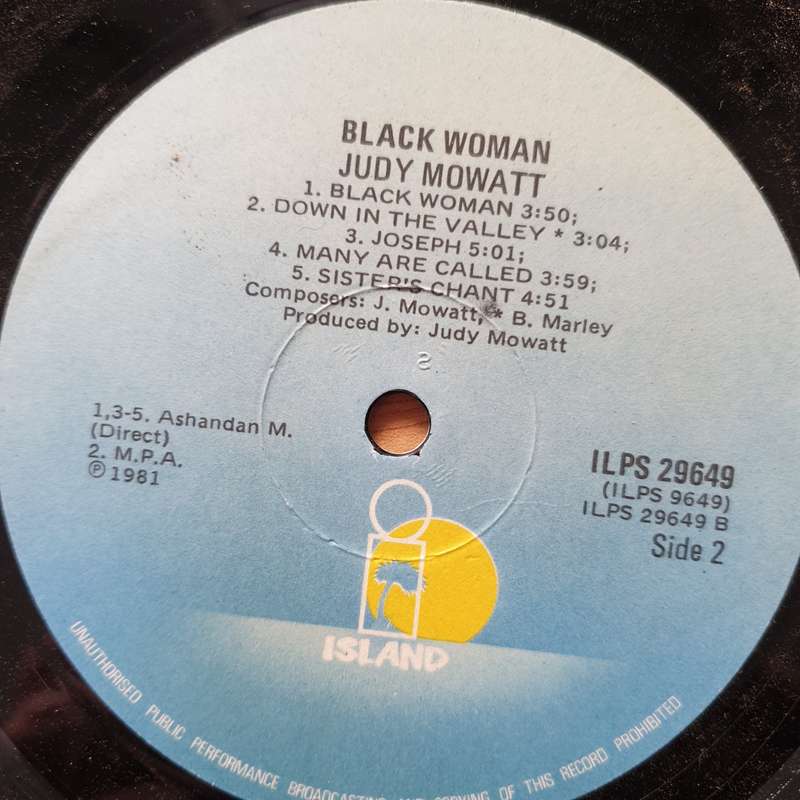 BLACK WOMAN
JUDY MOWATT
1. BLACK WOMAN 3:50;
2. DOWN IN THE VALLEY * 3:04;
3. JOSEPH 5:01;
4. MANY ARE CALLED 3:59;
5. SISTER'S CHANT 4:51
Composers: J. Mowatt; * B. Marley
Produced by: Judy Mowatt
S
1,3-5. Ashandan M.
(Direct)
2. M.P.A.
℗ 1981
ILPS 29649
(ILPS 9649)
ILPS 29649 B
Side 2
ISLAND
UNAUTHORISED PUBLIC PERFORMANCE BROADCASTING AND COPYING OF THIS RECORD PROHIBITED